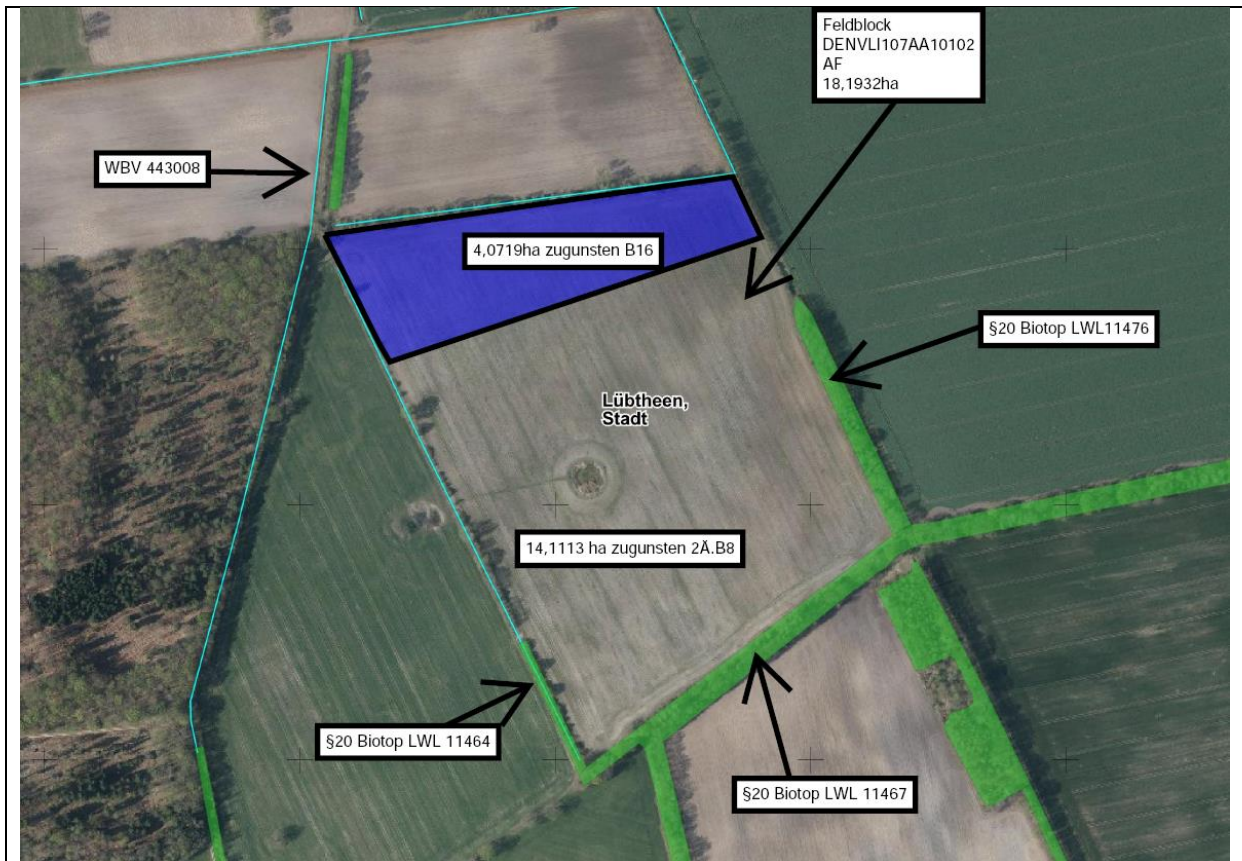 Feldblock
DENVLI107AA10102
AF
18,1932ha
WBV 443008
4,0719ha zugunsten B16
§20 Biotop LWL11476
Lübtheen,
Stadt
14,1113 ha zugunsten 2Ä.B8
§20 Biotop LWL 11464
§20 Biotop LWL 11467